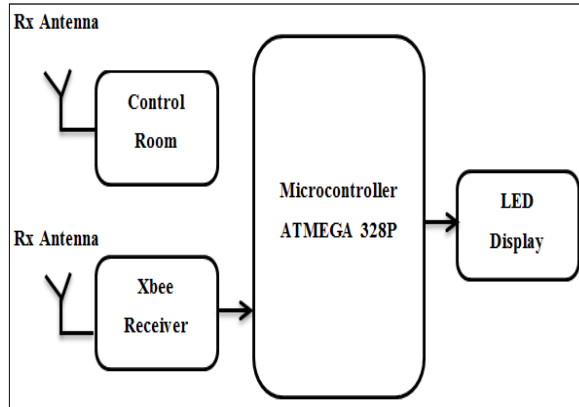 Rx Antenna
Control
Room
Rx Antenna
Xbee
Receiver
Microcontroller
ATMEGA 328P
LED
Display